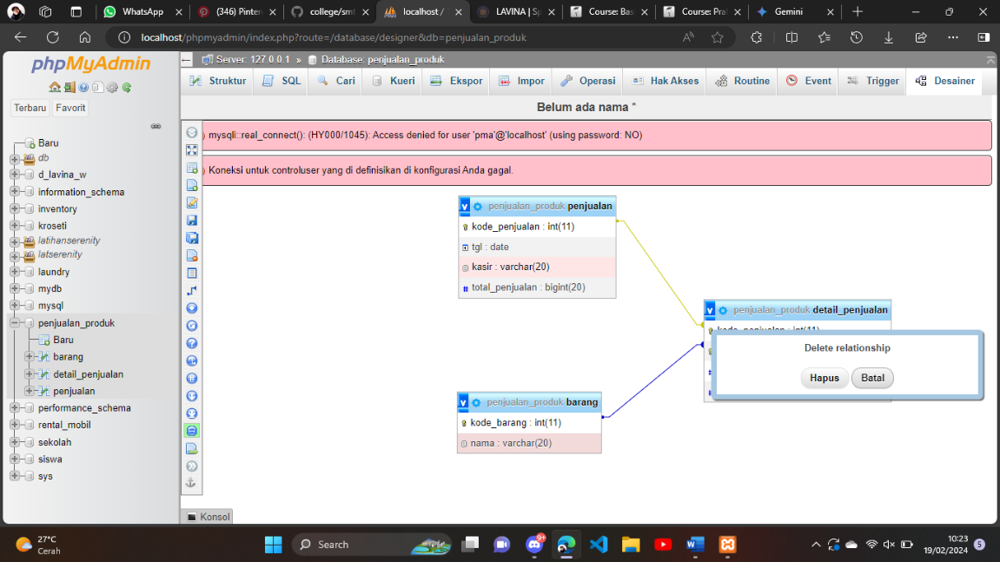 WhatsApp
(346) Pinter
college/smt
localhost /
LAVINA | Sp
Course: Bas
Course: Pral
Gemini
localhost/phpmyadmin/index.php?route=/database/designer&db=penjualan_produk
phpMyAdmin
Terbaru
Favorit
Baru
db
d_lavina_w
information_schema
inventory
kroseti
latihanserenity
latserenity
laundry
mydb
mysql
penjualan_produk
Baru
barang
detail_penjualan
penjualan
performance_schema
rental_mobil
sekolah
siswa
sys
Server: 127.0.0.1 » Database: penjualan_produk
Struktur
SQL
Cari
Kueri
Ekspor
Impor
Operasi
Hak Akses
Routine
Event
Trigger
Desainer
Belum ada nama *
mysqli::real_connect(): (HY000/1045): Access denied for user 'pma'@'localhost' (using password: NO)
Koneksi untuk controluser yang di definisikan di konfigurasi Anda gagal.
v penjualan_produk penjualan
kode_penjualan : int(11)
tgl : date
kasir : varchar(20)
# total_penjualan : bigint(20)
v penjualan_produk detail_penjualan
kode_penjualan : int(11)
Delete relationship
Hapus
Batal
v penjualan_produk barang
kode_barang : int(11)
nama : varchar(20)
Konsol
27°C
Cerah
Search
9+
10:23
19/02/2024
5